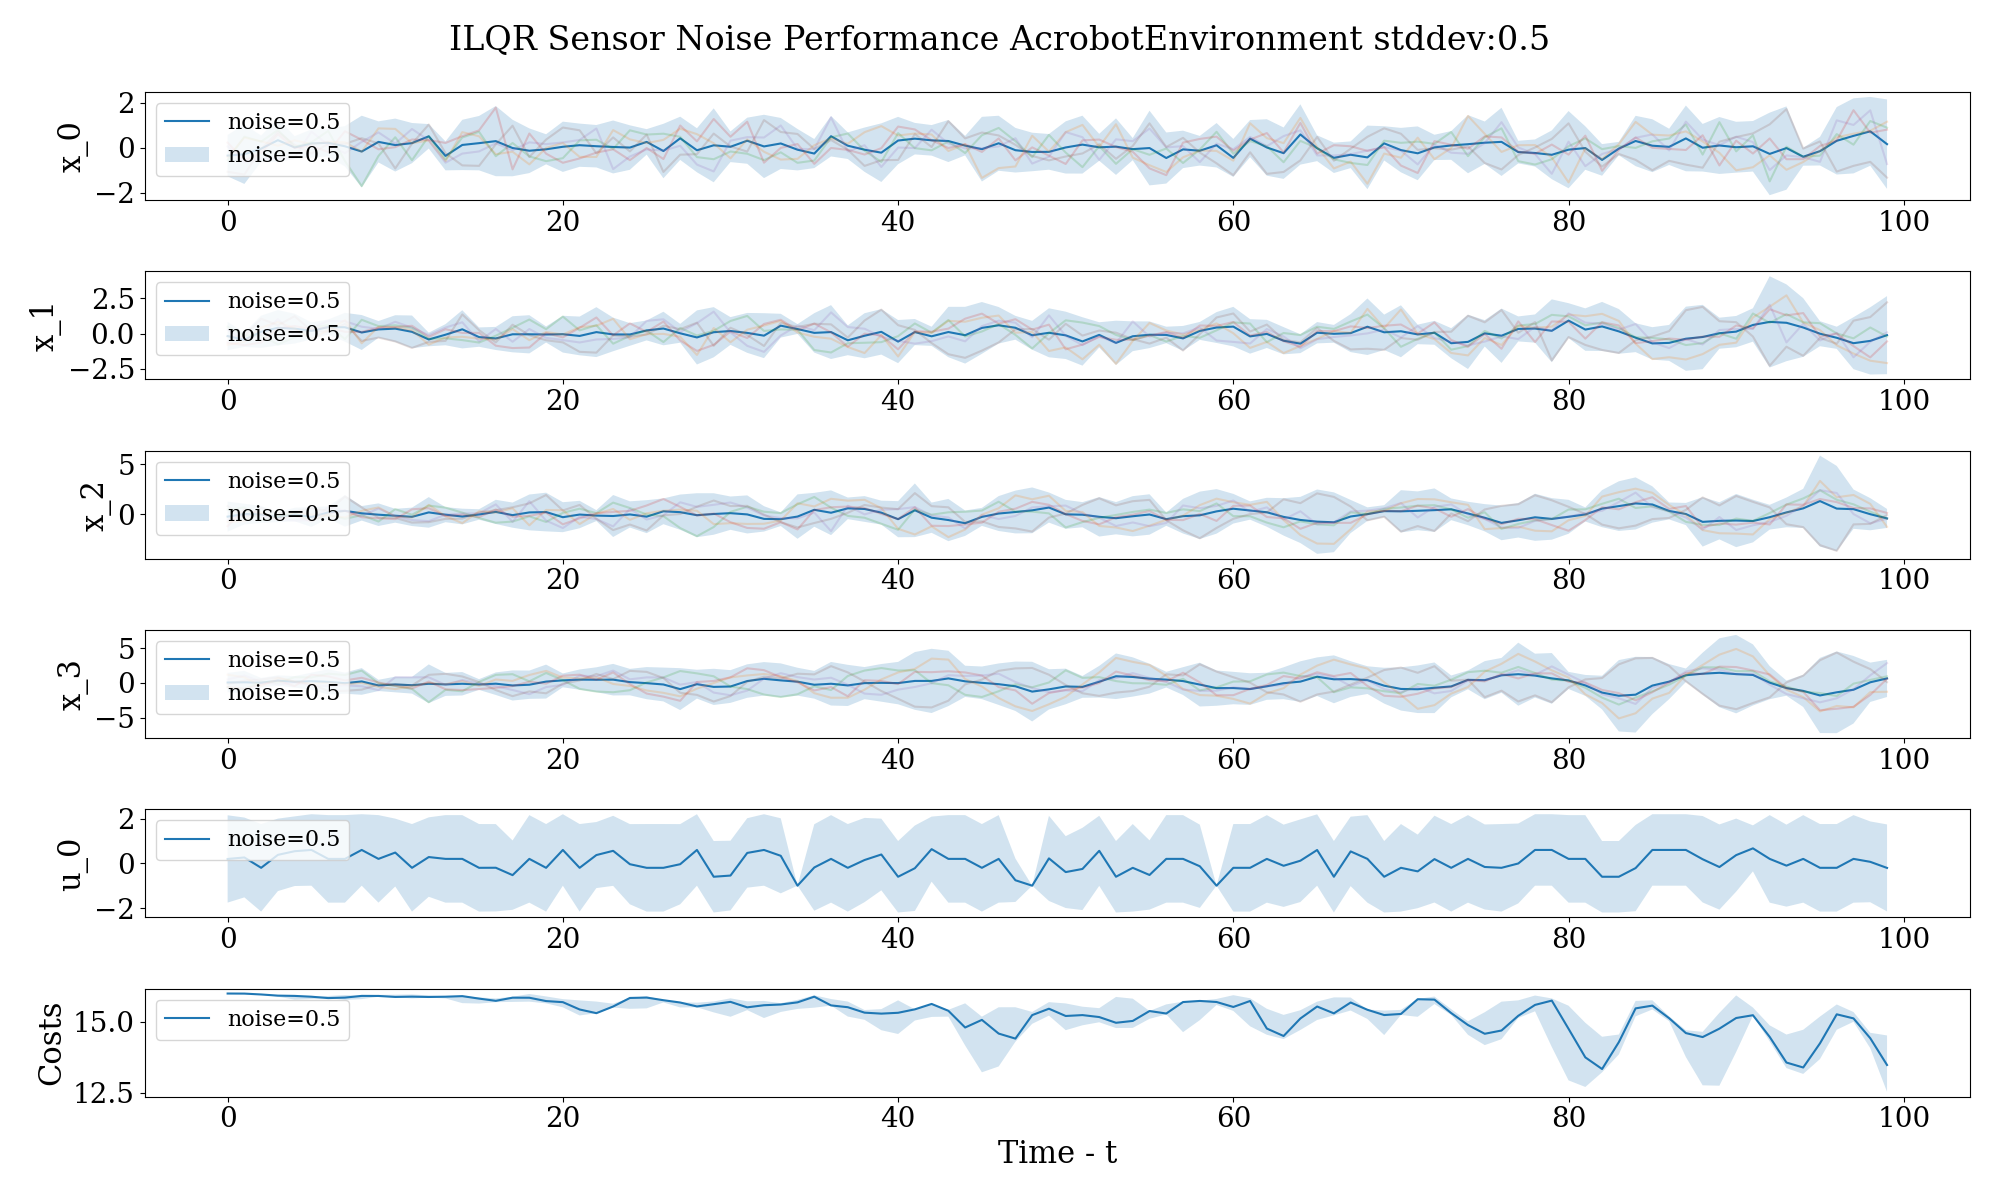 ILQR Sensor Noise Performance AcrobotEnvironment stddev:0.5
x_0
2
0
−2
noise=0.5
noise=0.5
0 20 40 60 80 100
x_1
2.5
0.0
−2.5
noise=0.5
noise=0.5
0 20 40 60 80 100
x_2
5
0
noise=0.5
noise=0.5
0 20 40 60 80 100
x_3
5
0
−5
noise=0.5
noise=0.5
0 20 40 60 80 100
u_0
2
0
−2
noise=0.5
0 20 40 60 80 100
Costs
15.0
12.5
noise=0.5
0 20 40 60 80 100
Time - t